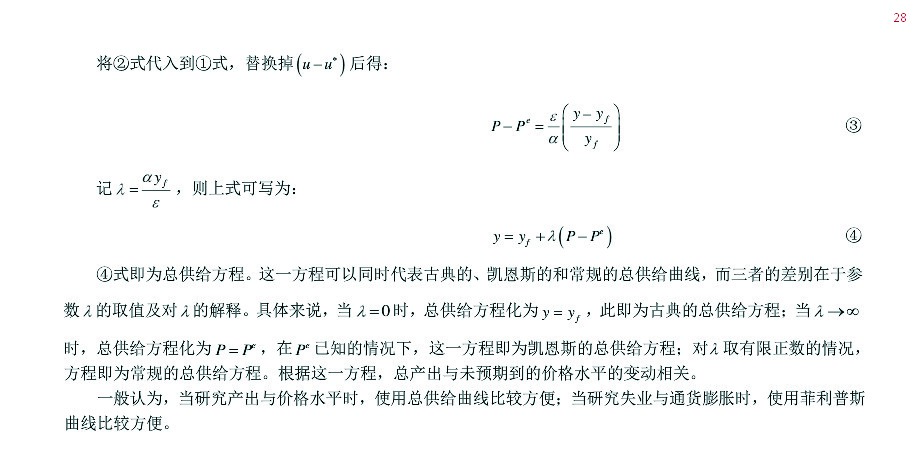 28
将②式代入到①式，替换掉(u−u*)后得：
P−Pᵉ=ε/α((y−y_f)/y_f) ③
记λ=αy_f/ε，则上式可写为：
y=y_f+λ(P−Pᵉ) ④
④式即为总供给方程。这一方程可以同时代表古典的、凯恩斯的和常规的总供给曲线，而三者的差别在于参
数λ的取值及对λ的解释。具体来说，当λ=0时，总供给方程化为y=y_f，此即为古典的总供给方程；当λ→∞
时，总供给方程化为P=Pᵉ，在Pᵉ已知的情况下，这一方程即为凯恩斯的总供给方程；对λ取有限正数的情况，
方程即为常规的总供给方程。根据这一方程，总产出与未预期到的价格水平的变动相关。
一般认为，当研究产出与价格水平时，使用总供给曲线比较方便；当研究失业与通货膨胀时，使用菲利普斯
曲线比较方便。